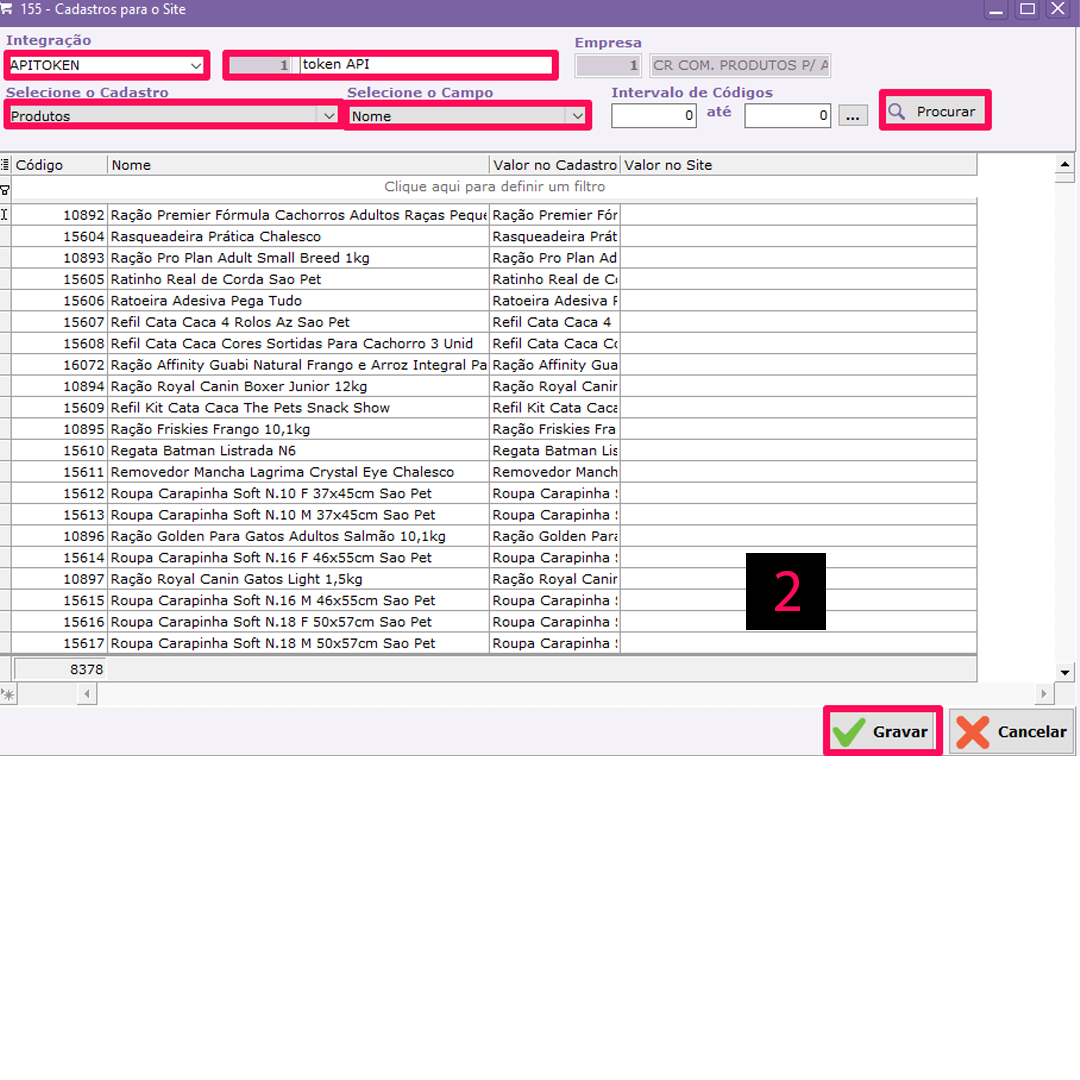 155 - Cadastros para o Site
Integração
Empresa
APITOKEN 1 token API 1 CR COM. PRODUTOS P/ A
Selecione o Cadastro Selecione o Campo Intervalo de Códigos
Produtos Nome 0 até 0 ... Procurar
Código Nome Valor no Cadastro Valor no Site
Clique aqui para definir um filtro
10892 Ração Premier Fórmula Cachorros Adultos Raças Peque Ração Premier Fór
15604 Rasqueadeira Prática Chalesco Rasqueadeira Prát
10893 Ração Pro Plan Adult Small Breed 1kg Ração Pro Plan Ad
15605 Ratinho Real de Corda Sao Pet Ratinho Real de C
15606 Ratoeira Adesiva Pega Tudo Ratoeira Adesiva P
15607 Refil Cata Caca 4 Rolos Az Sao Pet Refil Cata Caca 4
15608 Refil Cata Caca Cores Sortidas Para Cachorro 3 Unid Refil Cata Caca Co
16072 Ração Affinity Guabi Natural Frango e Arroz Integral Pa Ração Affinity Gua
10894 Ração Royal Canin Boxer Junior 12kg Ração Royal Canin
15609 Refil Kit Cata Caca The Pets Snack Show Refil Kit Cata Caca
10895 Ração Friskies Frango 10,1kg Ração Friskies Fra
15610 Regata Batman Listrada N6 Regata Batman Lis
15611 Removedor Mancha Lagrima Crystal Eye Chalesco Removedor Manch
15612 Roupa Carapinha Soft N.10 F 37x45cm Sao Pet Roupa Carapinha
15613 Roupa Carapinha Soft N.10 M 37x45cm Sao Pet Roupa Carapinha
10896 Ração Golden Para Gatos Adultos Salmão 10,1kg Ração Golden Para
15614 Roupa Carapinha Soft N.16 F 46x55cm Sao Pet Roupa Carapinha
10897 Ração Royal Canin Gatos Light 1,5kg Ração Royal Canin
15615 Roupa Carapinha Soft N.16 M 46x55cm Sao Pet Roupa Carapinha
15616 Roupa Carapinha Soft N.18 F 50x57cm Sao Pet Roupa Carapinha
15617 Roupa Carapinha Soft N.18 M 50x57cm Sao Pet Roupa Carapinha
2
8378
Gravar Cancelar